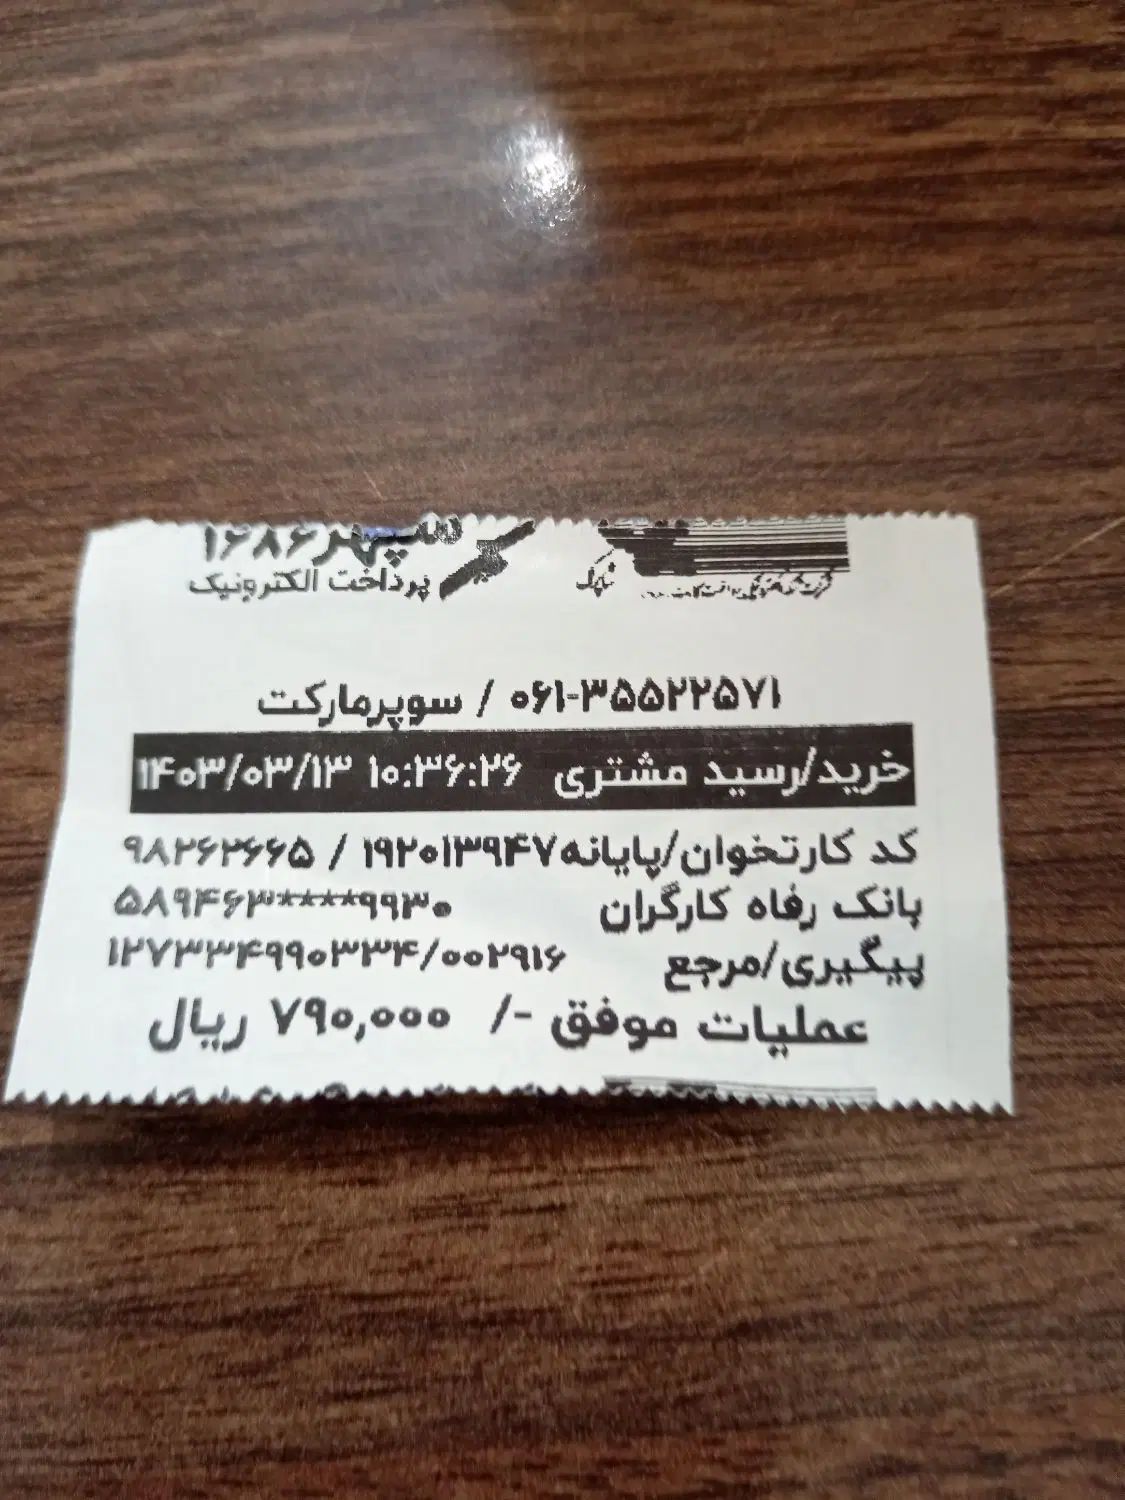 شاپرک
سپهر ۱۶۸۶
پرداخت الکترونیک
۰۶۱-۳۵۵۲۲۵۷۱ / سوپرمارکت
خرید/رسید مشتری ۱۰:۳۶:۲۶ ۱۴۰۳/۰۳/۱۳
کد کارتخوان/پایانه ۱۹۲۰۱۳۹۴۷ / ۹۸۲۶۲۶۶۵
بانک رفاه کارگران ۵۸۹۴۶۳****۹۹۳۰
پیگیری/مرجع ۱۲۷۳۳۴۹۹۰۳۳۴/۰۰۲۹۱۶
عملیات موفق -/ ۷۹۰,۰۰۰ ریال